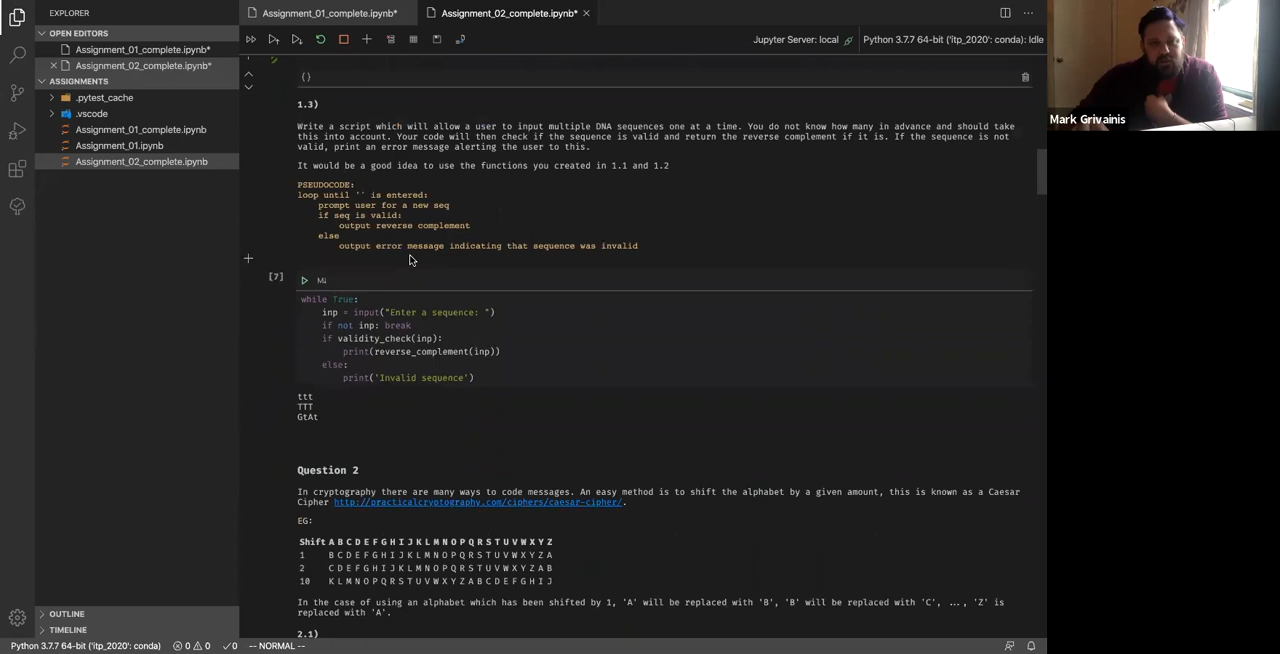 EXPLORER
OPEN EDITORS
Assignment_01_complete.ipynb*
Assignment_02_complete.ipynb*
ASSIGNMENTS
.pytest_cache
.vscode
Assignment_01_complete.ipynb
Assignment_01.ipynb
Assignment_02_complete.ipynb
OUTLINE
TIMELINE
Assignment_01_complete.ipynb*
Assignment_02_complete.ipynb*
Jupyter Server: local
Python 3.7.7 64-bit ('itp_2020': conda): Idle
{}
1.3)
Write a script which will allow a user to input multiple DNA sequences one at a time. You do not know how many in advance and should take
this into account. Your code will then check if the sequence is valid and return the reverse complement if it is. If the sequence is not
valid, print an error message alerting the user to this.
It would be a good idea to use the functions you created in 1.1 and 1.2
PSEUDOCODE:
loop until '' is entered:
prompt user for a new seq
if seq is valid:
output reverse complement
else
output error message indicating that sequence was invalid
[7]
M↓
while True:
inp = input("Enter a sequence: ")
if not inp: break
if validity_check(inp):
print(reverse_complement(inp))
else:
print('Invalid sequence')
ttt
TTT
GtAt
Question 2
In cryptography there are many ways to code messages. An easy method is to shift the alphabet by a given amount, this is known as a Caesar
Cipher http://practicalcryptography.com/ciphers/caesar-cipher/.
EG:
Shift A B C D E F G H I J K L M N O P Q R S T U V W X Y Z
1 B C D E F G H I J K L M N O P Q R S T U V W X Y Z A
2 C D E F G H I J K L M N O P Q R S T U V W X Y Z A B
10 K L M N O P Q R S T U V W X Y Z A B C D E F G H I J
In the case of using an alphabet which has been shifted by 1, 'A' will be replaced with 'B', 'B' will be replaced with 'C', ..., 'Z' is
replaced with 'A'.
2.1)
Python 3.7.7 64-bit ('itp_2020': conda)
0
0
0
-- NORMAL --
Mark Grivainis